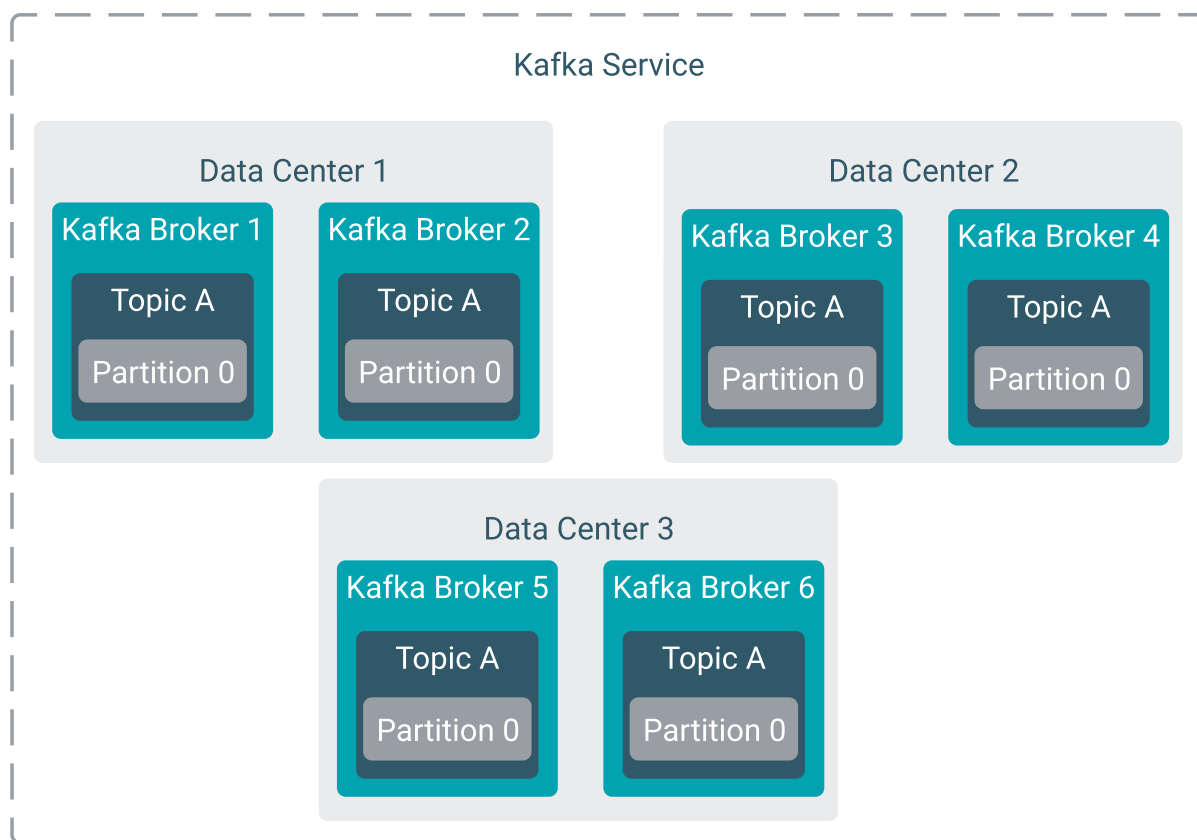 Kafka Service
Data Center 1
Kafka Broker 1
Topic A
Partition 0
Kafka Broker 2
Topic A
Partition 0
Data Center 2
Kafka Broker 3
Topic A
Partition 0
Kafka Broker 4
Topic A
Partition 0
Data Center 3
Kafka Broker 5
Topic A
Partition 0
Kafka Broker 6
Topic A
Partition 0